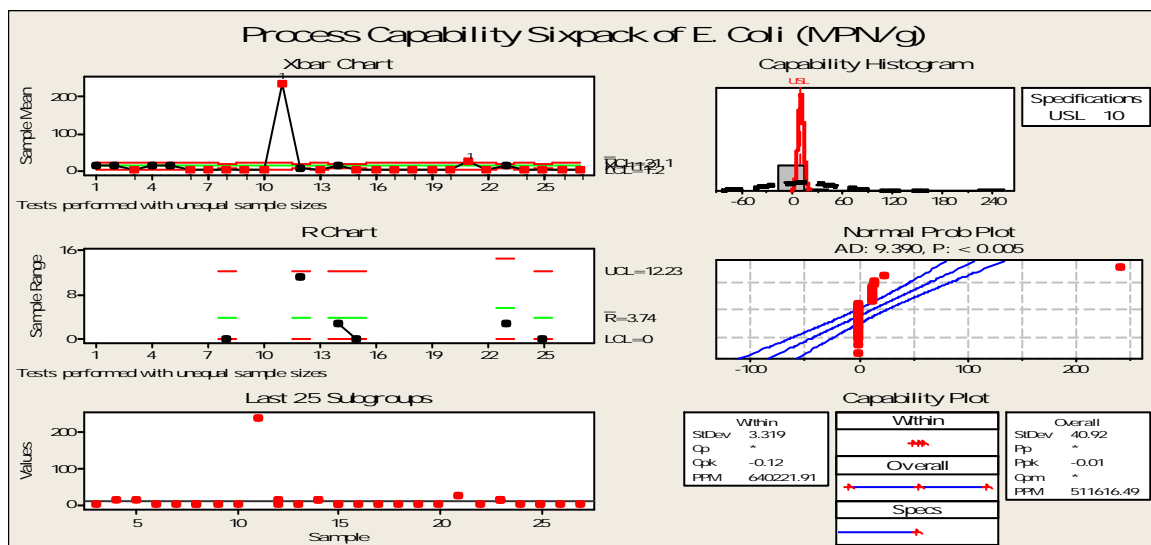 Process Capability Sixpack of E. Coli (MPN/g)
Xbar Chart
Sample Mean
200
100
0
1
1
1 4 7 10 13 16 19 22 25
LCL=1.2
Tests performed with unequal sample sizes
R Chart
Sample Range
16
8
0
1 4 7 10 13 16 19 22 25
UCL=12.23
R=3.74
LCL=0
Tests performed with unequal sample sizes
Last 25 Subgroups
Values
200
100
0
5 10 15 20 25
Sample
Capability Histogram
USL
-60 0 60 120 180 240
Specifications
USL 10
Normal Prob Plot
AD: 9.390, P: < 0.005
-100 0 100 200
Capability Plot
Within
StDev 3.319
Cp *
Cpk -0.12
PPM 640221.91
Within
Overall
Specs
Overall
StDev 40.92
Pp *
Ppk -0.01
Cpm *
PPM 511616.49